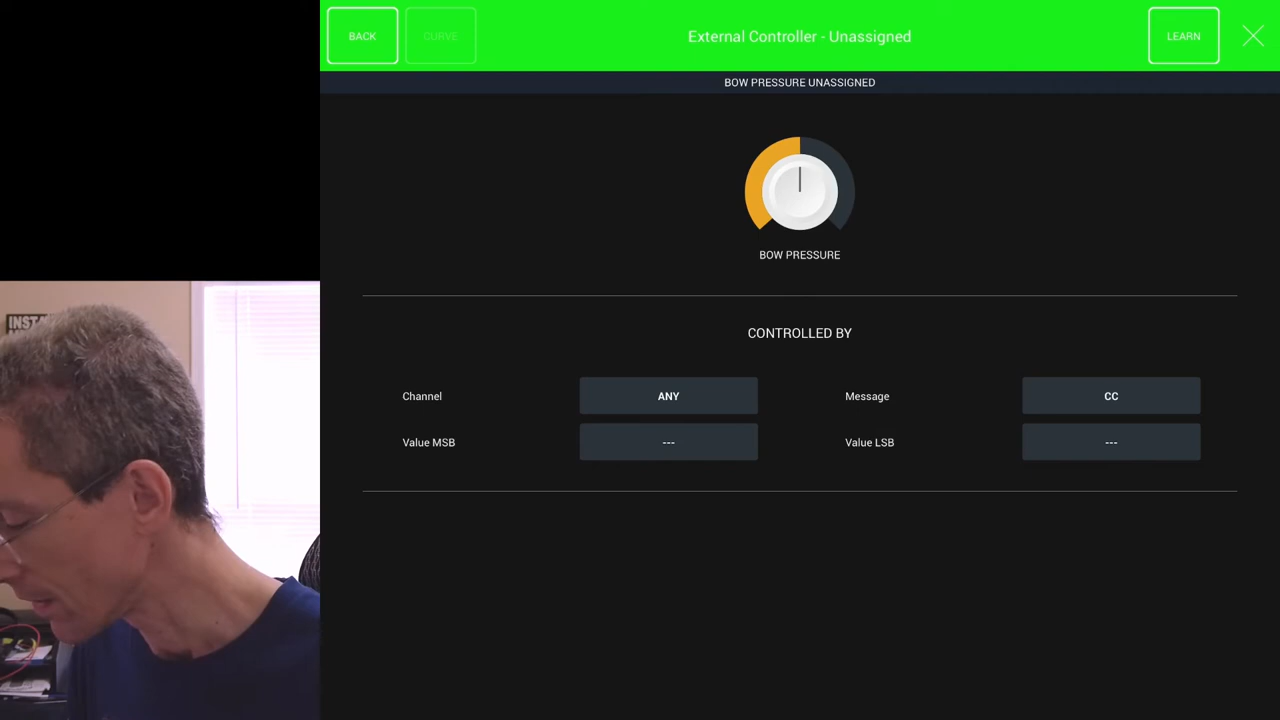 BACK
CURVE
External Controller - Unassigned
LEARN
BOW PRESSURE UNASSIGNED
BOW PRESSURE
CONTROLLED BY
Channel
ANY
Message
CC
Value MSB
---
Value LSB
---
INST